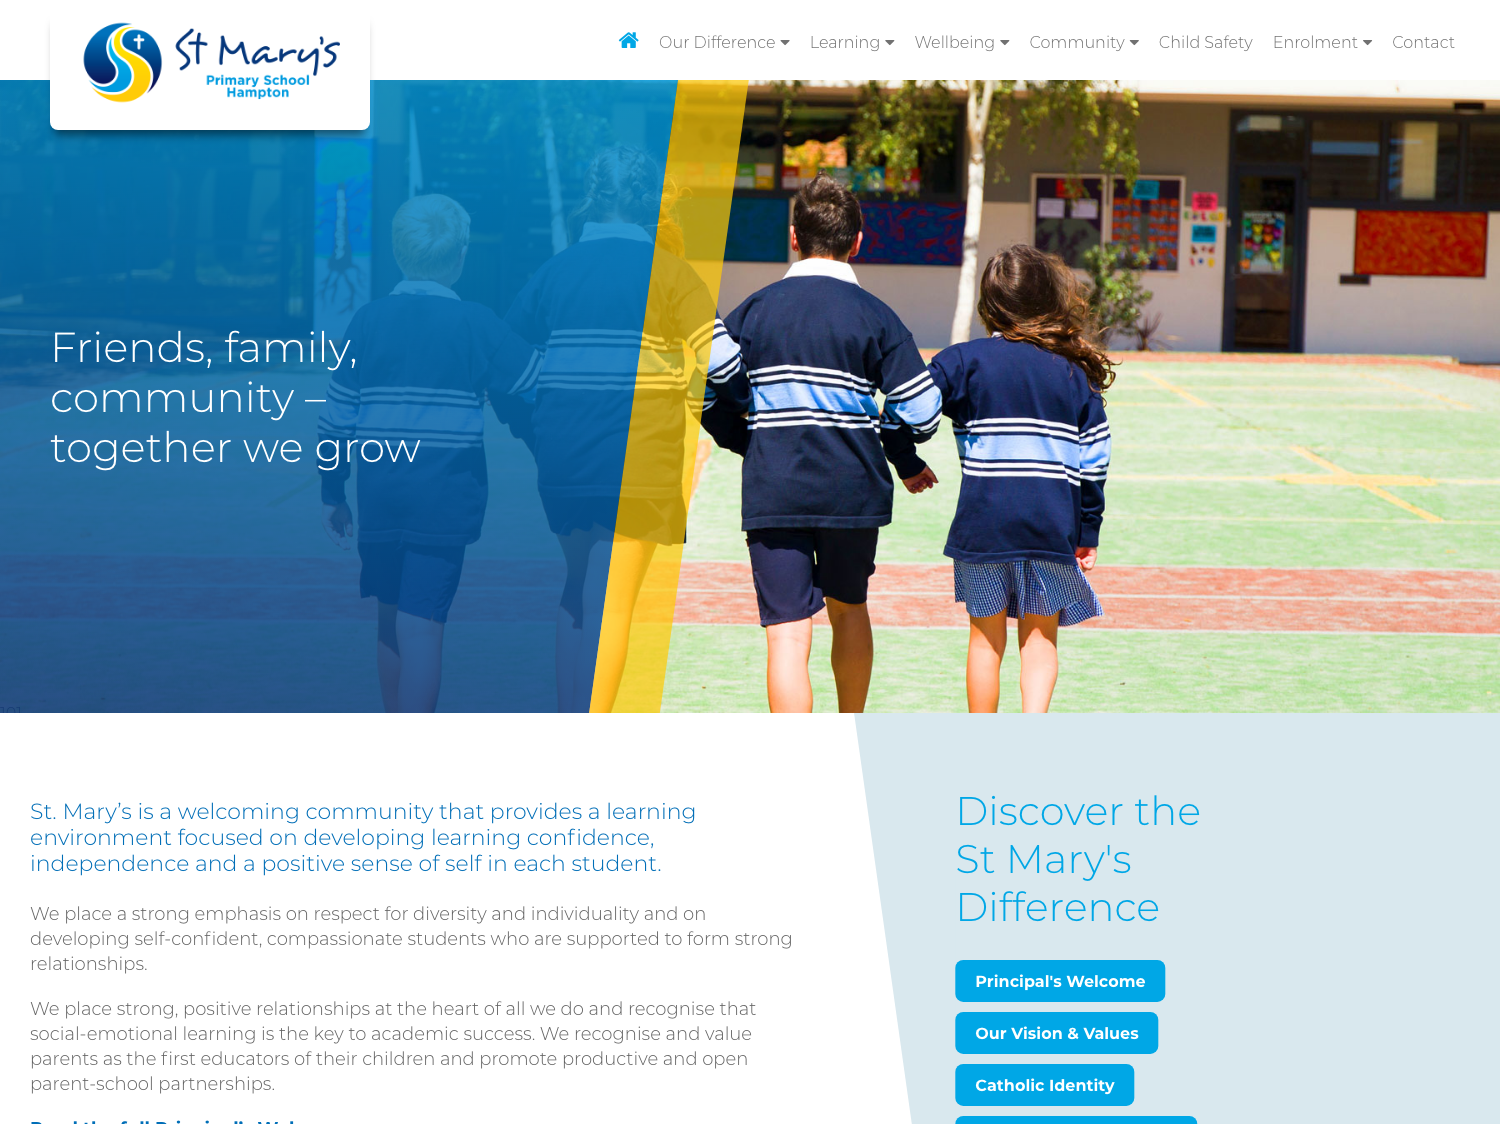 St Mary's
Primary School
Hampton
Our Difference
Learning
Wellbeing
Community
Child Safety
Enrolment
Contact
Friends, family,
community –
together we grow
St. Mary’s is a welcoming community that provides a learning
environment focused on developing learning confidence,
independence and a positive sense of self in each student.
We place a strong emphasis on respect for diversity and individuality and on
developing self-confident, compassionate students who are supported to form strong
relationships.
We place strong, positive relationships at the heart of all we do and recognise that
social-emotional learning is the key to academic success. We recognise and value
parents as the first educators of their children and promote productive and open
parent-school partnerships.
Discover the
St Mary's
Difference
Principal's Welcome
Our Vision & Values
Catholic Identity